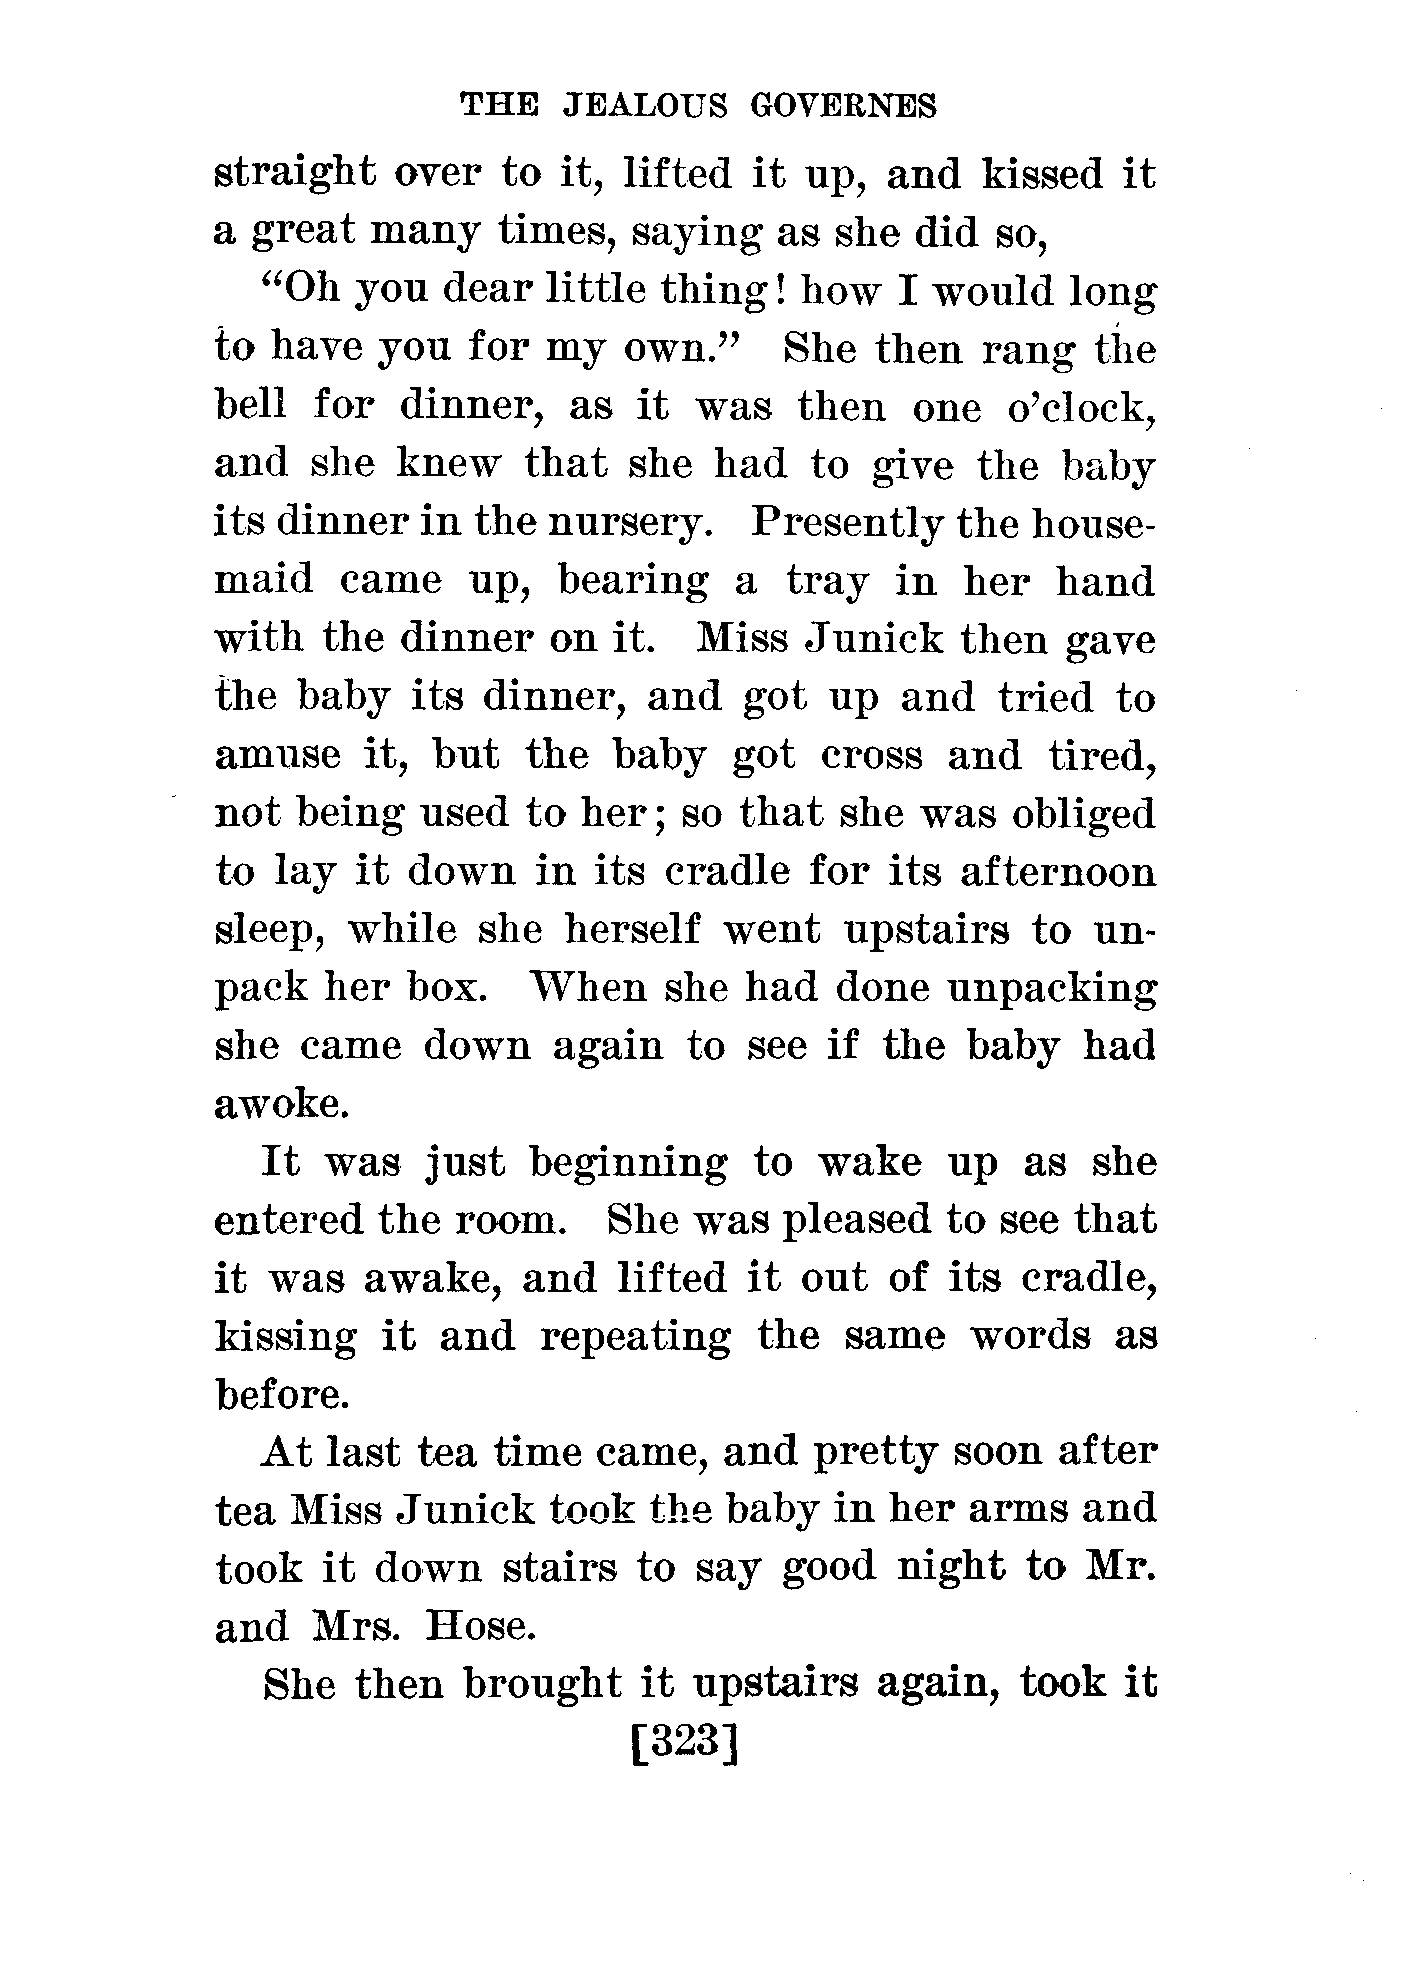 THE JEALOUS GOVERNES
straight over to it, lifted it up, and kissed it
a great many times, saying as she did so,
“Oh you dear little thing! how I would long
to have you for my own.” She then rang the
bell for dinner, as it was then one o’clock,
and she knew that she had to give the baby
its dinner in the nursery. Presently the house-
maid came up, bearing a tray in her hand
with the dinner on it. Miss Junick then gave
the baby its dinner, and got up and tried to
amuse it, but the baby got cross and tired,
not being used to her; so that she was obliged
to lay it down in its cradle for its afternoon
sleep, while she herself went upstairs to un-
pack her box. When she had done unpacking
she came down again to see if the baby had
awoke.
It was just beginning to wake up as she
entered the room. She was pleased to see that
it was awake, and lifted it out of its cradle,
kissing it and repeating the same words as
before.
At last tea time came, and pretty soon after
tea Miss Junick took the baby in her arms and
took it down stairs to say good night to Mr.
and Mrs. Hose.
She then brought it upstairs again, took it
[323]